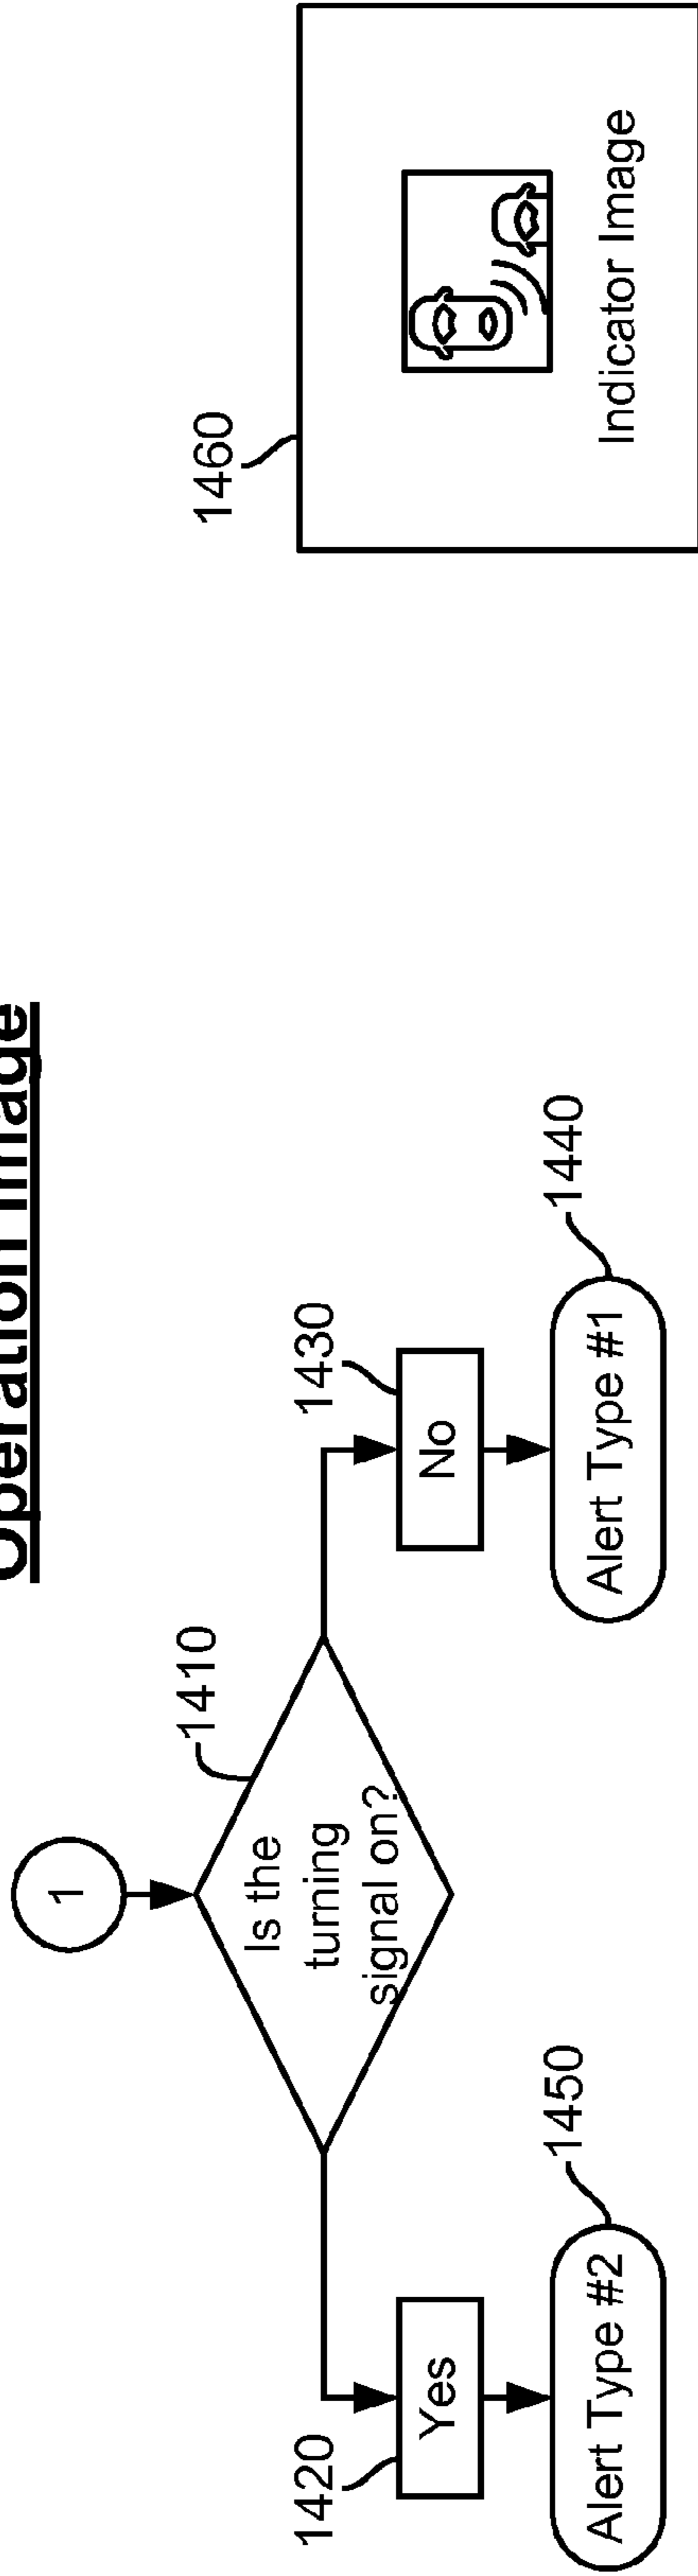 Operation Image
1
1410
Is the
turning
signal on?
1420
Yes
1430
No
1450
Alert Type #2
1440
Alert Type #1
1460
Indicator Image